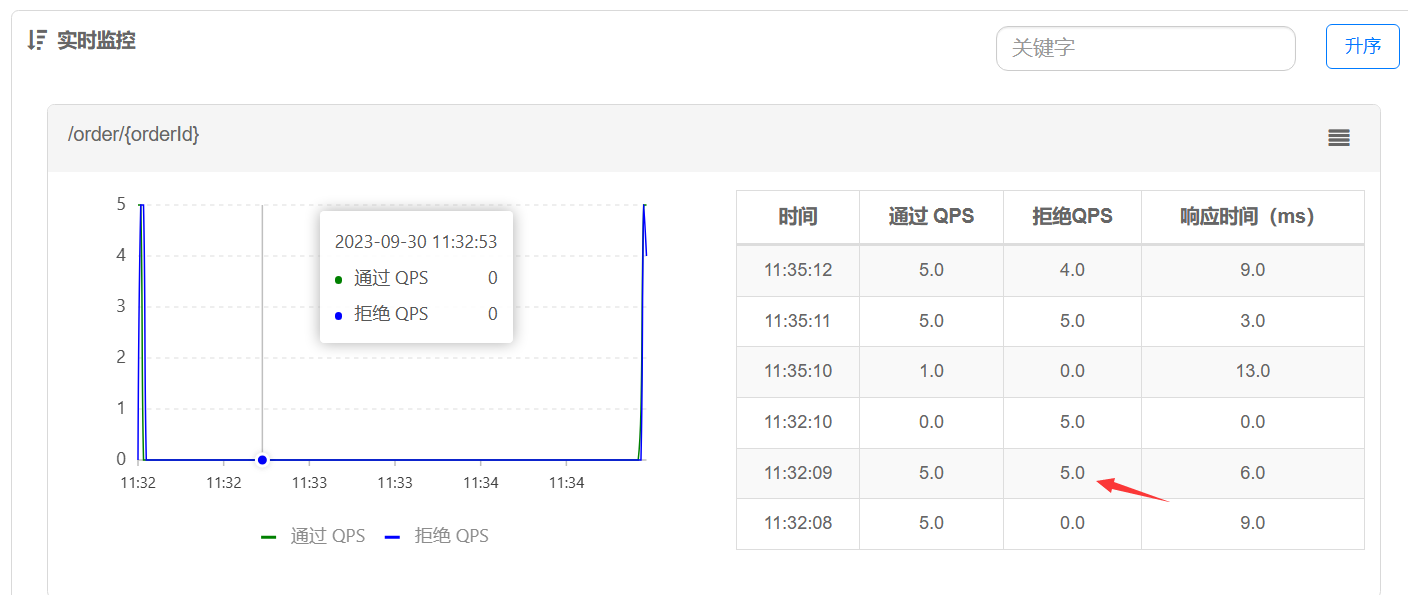 实时监控
关键字
升序
/order/{orderId}
5
4
3
2
1
0
11:32 11:32 11:33 11:33 11:34 11:34
2023-09-30 11:32:53
通过 QPS 0
拒绝 QPS 0
通过 QPS 拒绝 QPS
时间 通过 QPS 拒绝QPS 响应时间（ms）
11:35:12 5.0 4.0 9.0
11:35:11 5.0 5.0 3.0
11:35:10 1.0 0.0 13.0
11:32:10 0.0 5.0 0.0
11:32:09 5.0 5.0 6.0
11:32:08 5.0 0.0 9.0